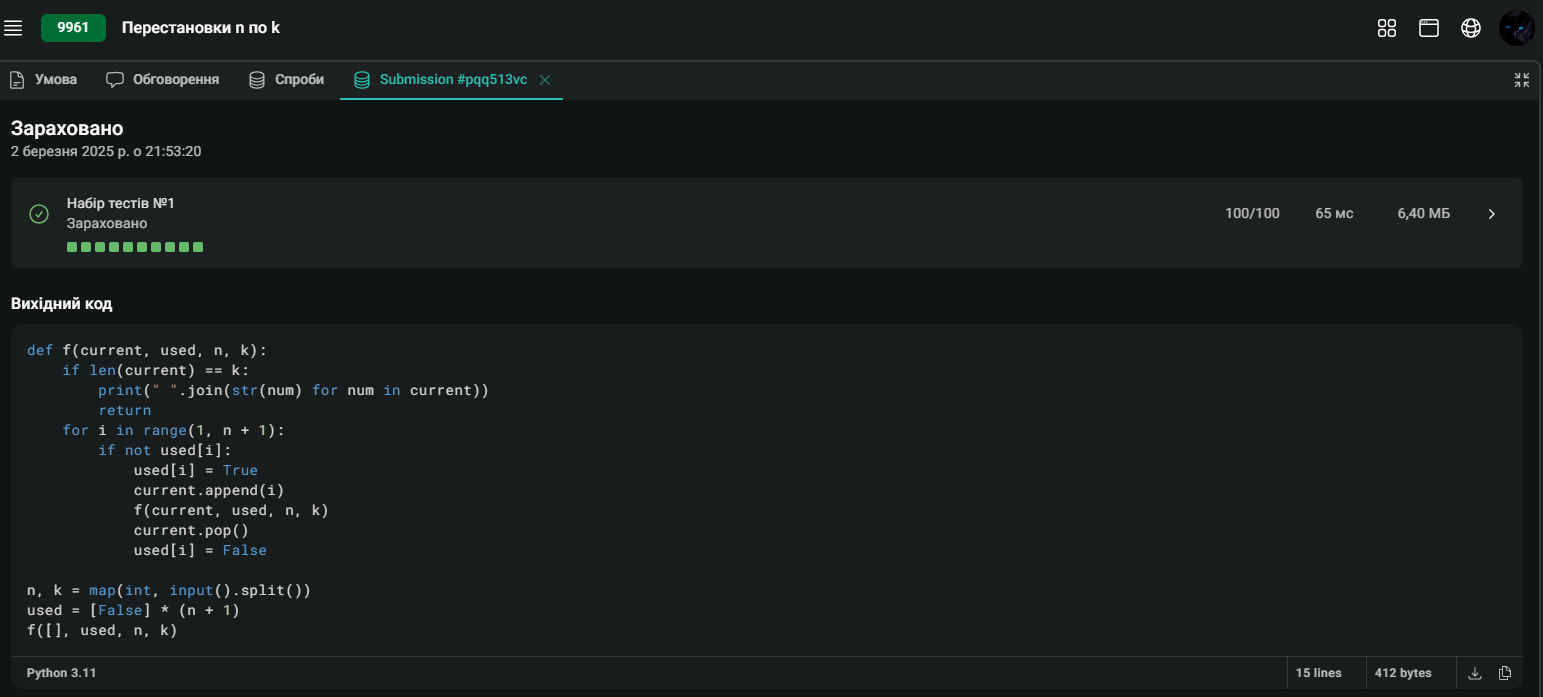 9961 Перестановки n по k
Умова Обговорення Спроби Submission #pqq513vc
Зараховано
2 березня 2025 р. о 21:53:20
Набір тестів №1
Зараховано
100/100 65 мс 6,40 МБ
Вихідний код
def f(current, used, n, k):
    if len(current) == k:
        print(" ".join(str(num) for num in current))
        return
    for i in range(1, n + 1):
        if not used[i]:
            used[i] = True
            current.append(i)
            f(current, used, n, k)
            current.pop()
            used[i] = False

n, k = map(int, input().split())
used = [False] * (n + 1)
f([], used, n, k)
Python 3.11 15 lines 412 bytes